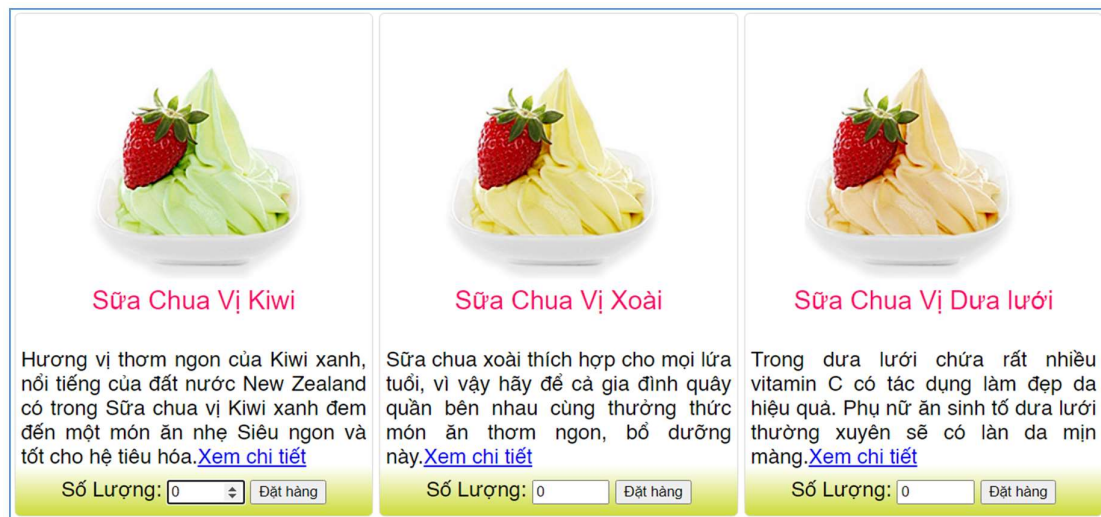 Sữa Chua Vị Kiwi
Hương vị thơm ngon của Kiwi xanh,
nổi tiếng của đất nước New Zealand
có trong Sữa chua vị Kiwi xanh đem
đến một món ăn nhẹ Siêu ngon và
tốt cho hệ tiêu hóa.Xem chi tiết
Số Lượng: 0 Đặt hàng
Sữa Chua Vị Xoài
Sữa chua xoài thích hợp cho mọi lứa
tuổi, vì vậy hãy để cả gia đình quây
quần bên nhau cùng thưởng thức
món ăn thơm ngon, bổ dưỡng
này.Xem chi tiết
Số Lượng: 0 Đặt hàng
Sữa Chua Vị Dưa lưới
Trong dưa lưới chứa rất nhiều
vitamin C có tác dụng làm đẹp da
hiệu quả. Phụ nữ ăn sinh tố dưa lưới
thường xuyên sẽ có làn da mịn
màng.Xem chi tiết
Số Lượng: 0 Đặt hàng